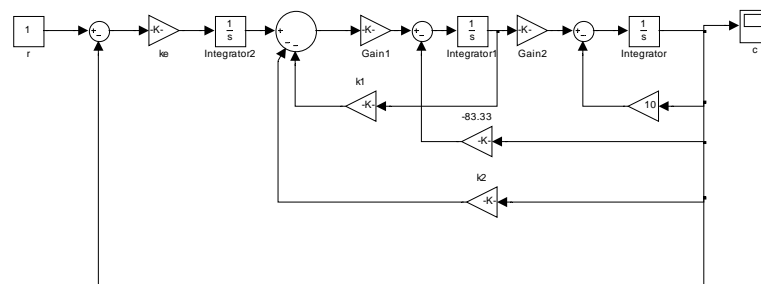 1
r
-K-
ke
1
s
Integrator2
-K-
Gain1
1
s
Integrator1
-K-
Gain2
1
s
Integrator
c
k1
-K-
10
-83.33
-K-
k2
-K-